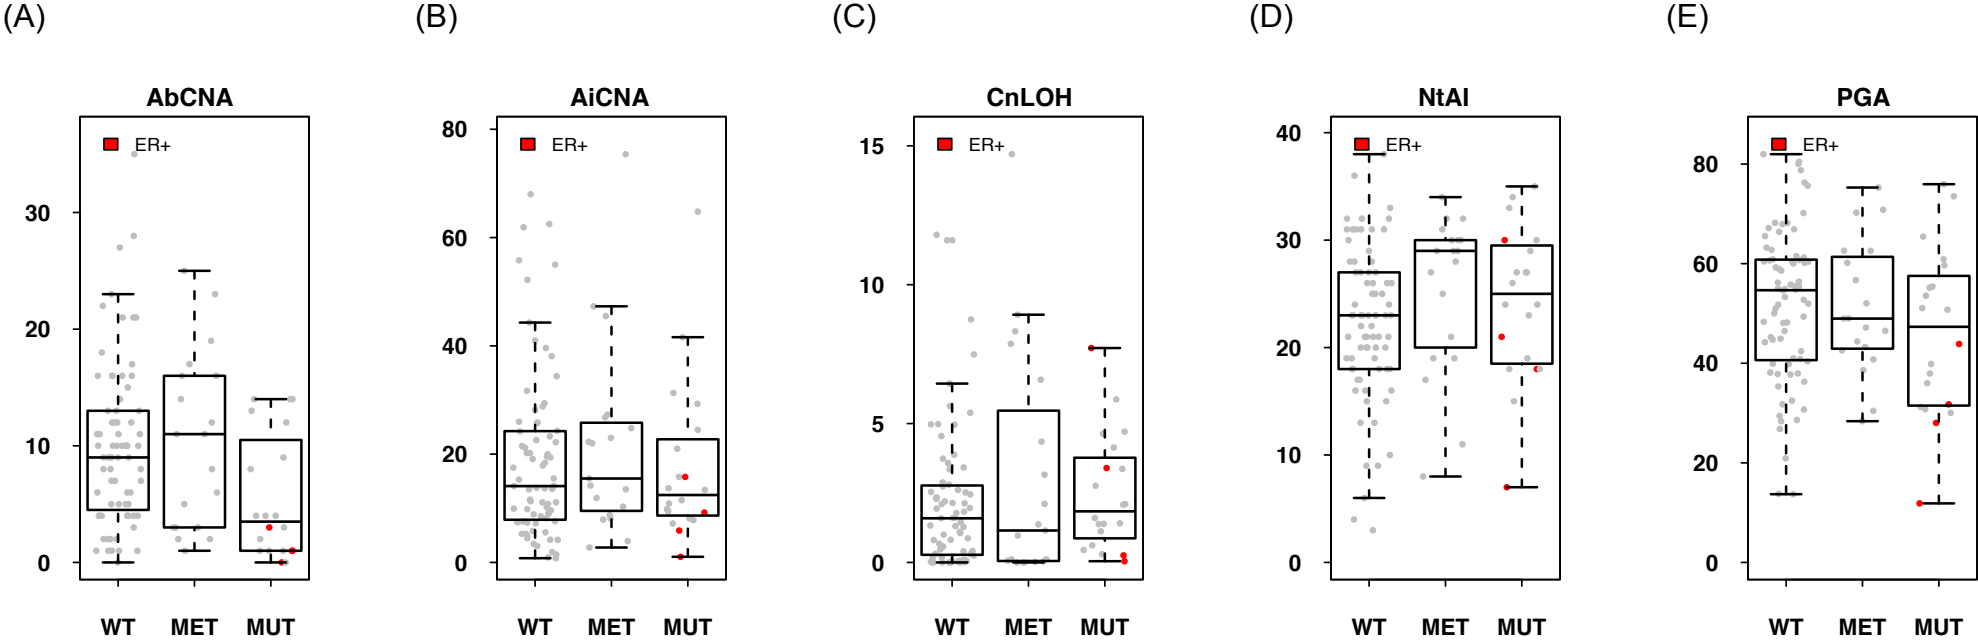 (A)
AbCNA
ER+
30
20
10
0
WT MET MUT
(B)
AiCNA
ER+
80
60
40
20
0
WT MET MUT
(C)
CnLOH
ER+
15
10
5
0
WT MET MUT
(D)
NtAI
ER+
40
30
20
10
0
WT MET MUT
(E)
PGA
ER+
80
60
40
20
0
WT MET MUT